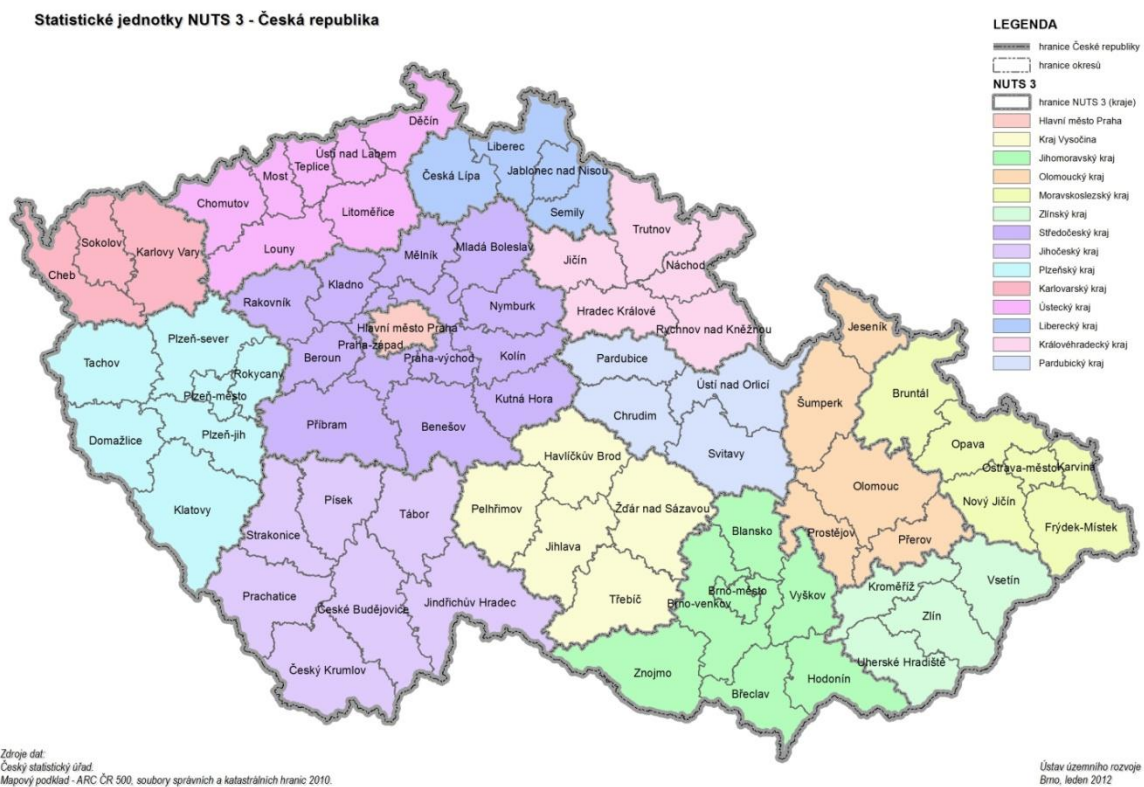 Statistické jednotky NUTS 3 - Česká republika
LEGENDA
hranice České republiky
hranice okresů
NUTS 3
hranice NUTS 3 (kraje)
Hlavní město Praha
Kraj Vysočina
Jihomoravský kraj
Olomoucký kraj
Moravskoslezský kraj
Zlínský kraj
Středočeský kraj
Jihočeský kraj
Plzeňský kraj
Karlovarský kraj
Ústecký kraj
Liberecký kraj
Královéhradecký kraj
Pardubický kraj
Děčín
Ústí nad Labem
Teplice
Most
Chomutov
Litoměřice
Louny
Liberec
Česká Lípa
Jablonec nad Nisou
Semily
Trutnov
Jičín
Náchod
Hradec Králové
Rychnov nad Kněžnou
Cheb
Sokolov
Karlovy Vary
Mělník
Mladá Boleslav
Kladno
Rakovník
Nymburk
Hlavní město Praha
Praha-západ
Praha-východ
Beroun
Kolín
Kutná Hora
Příbram
Benešov
Tachov
Plzeň-sever
Rokycany
Plzeň-město
Plzeň-jih
Domažlice
Klatovy
Pardubice
Ústí nad Orlicí
Chrudim
Svitavy
Jeseník
Šumperk
Olomouc
Prostějov
Přerov
Bruntál
Opava
Ostrava-město
Karviná
Nový Jičín
Frýdek-Místek
Havlíčkův Brod
Pelhřimov
Žďár nad Sázavou
Jihlava
Třebíč
Písek
Tábor
Strakonice
Prachatice
České Budějovice
Jindřichův Hradec
Český Krumlov
Blansko
Brno-město
Brno-venkov
Vyškov
Znojmo
Břeclav
Hodonín
Kroměříž
Vsetín
Zlín
Uherské Hradiště
Zdroje dat:
Český statistický úřad.
Mapový podklad - ARC ČR 500, soubory správních a katastrálních hranic 2010.
Ústav územního rozvoje
Brno, leden 2012